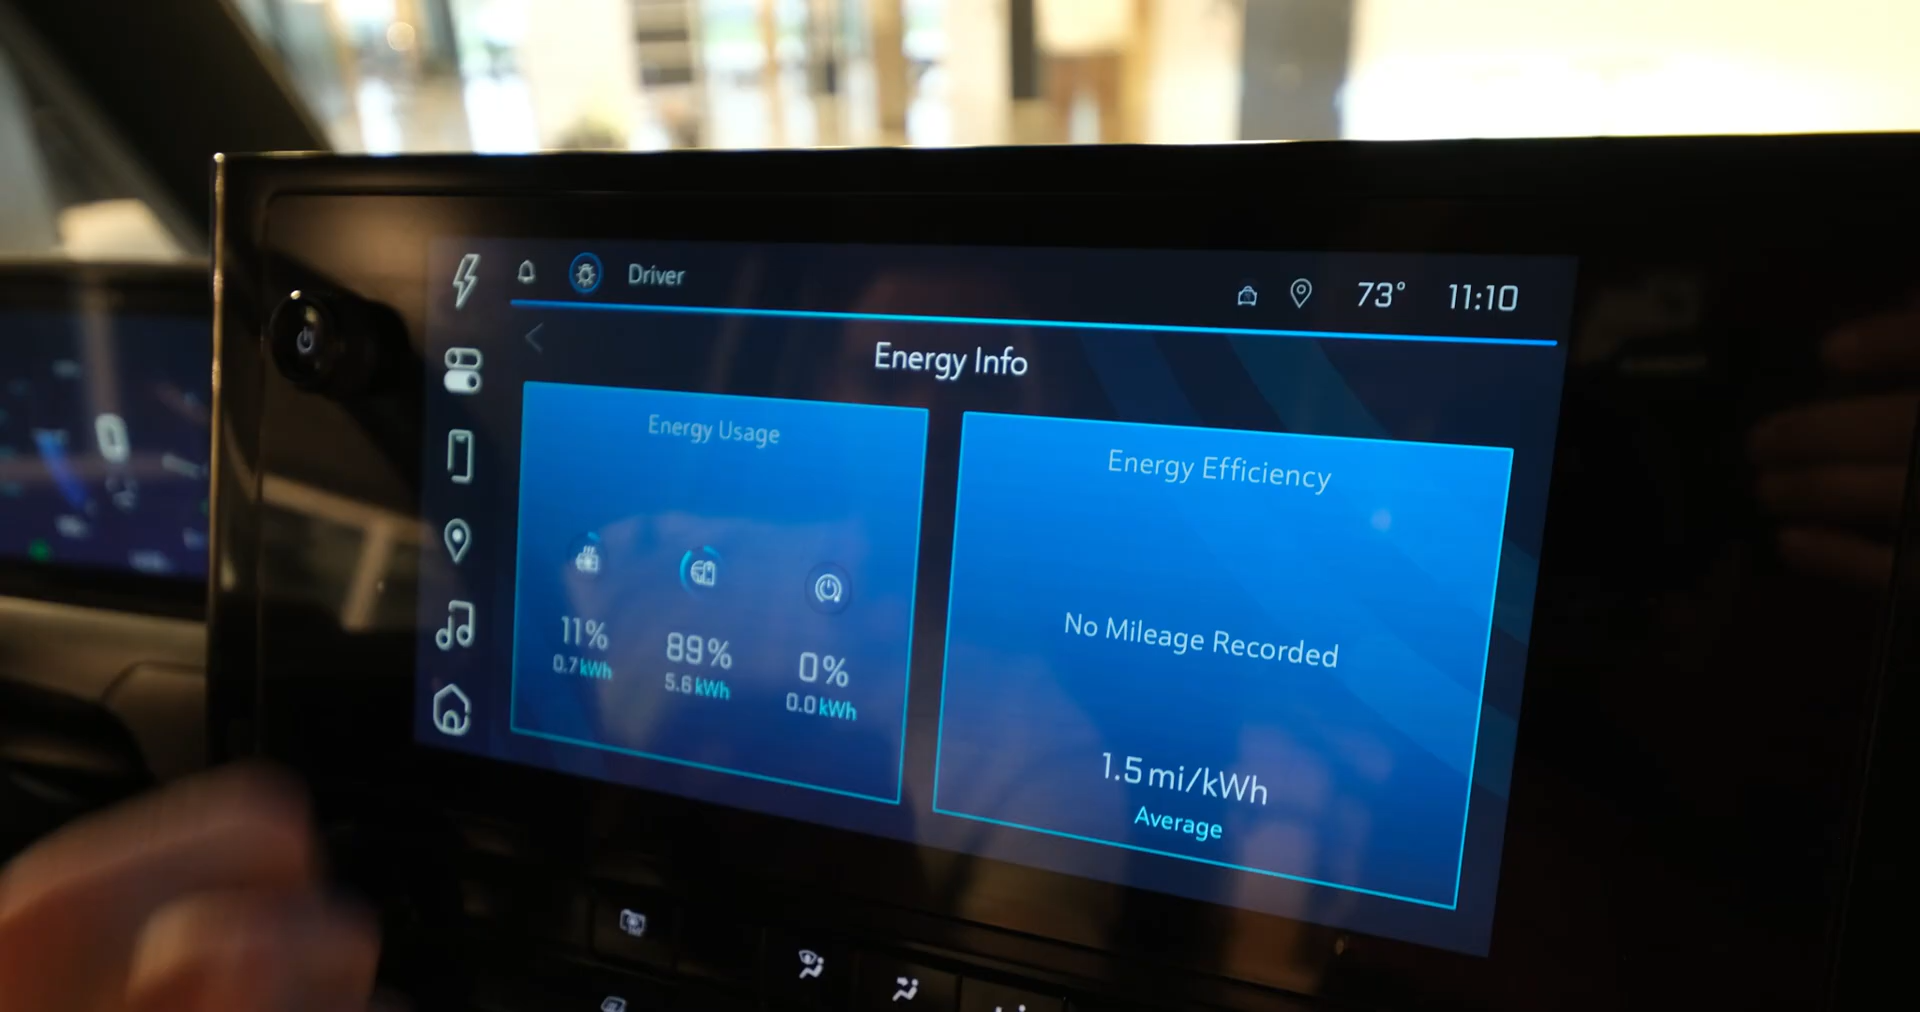 Driver
73° 11:10
Energy Info
Energy Usage
11% 89% 0%
0.7 kWh 5.6 kWh 0.0 kWh
Energy Efficiency
No Mileage Recorded
1.5 mi/kWh
Average